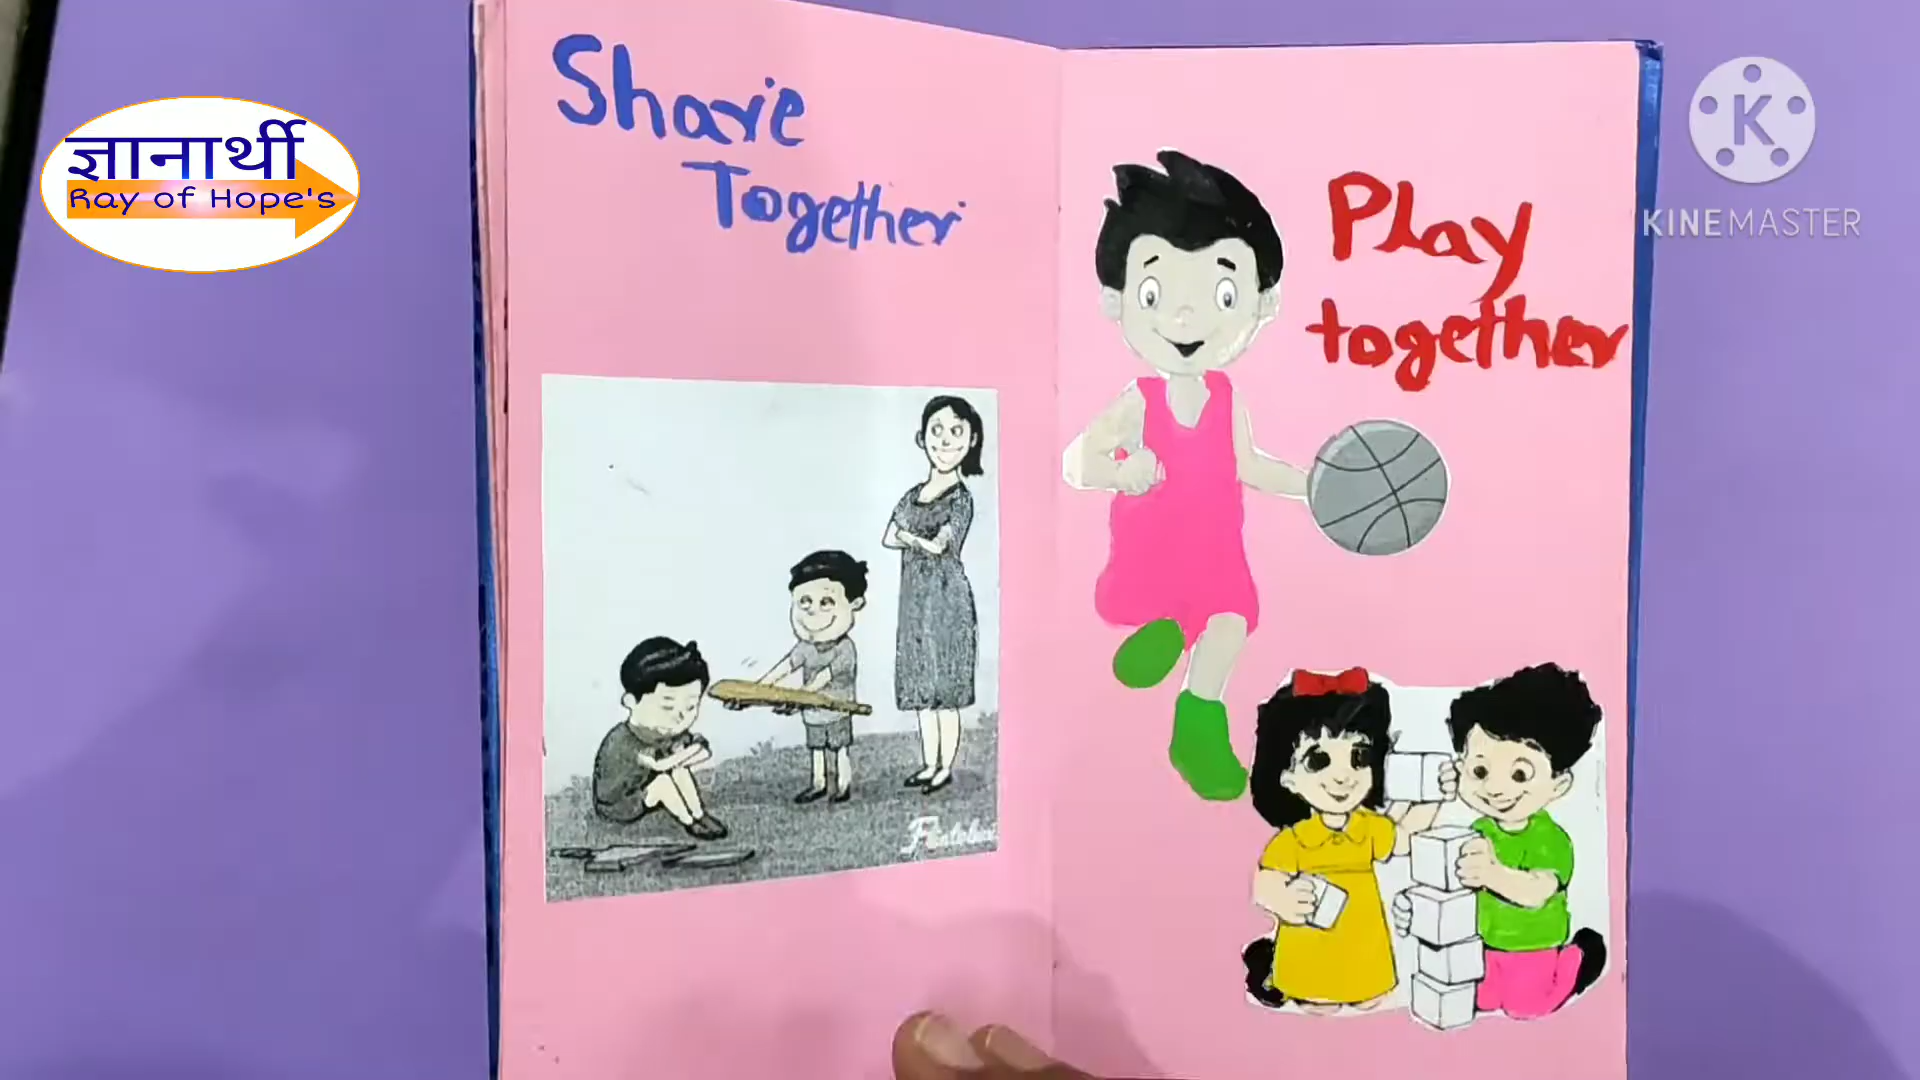 ज्ञानार्थी
Ray of Hope's
Share
Together
Play
together
K
KINEMASTER